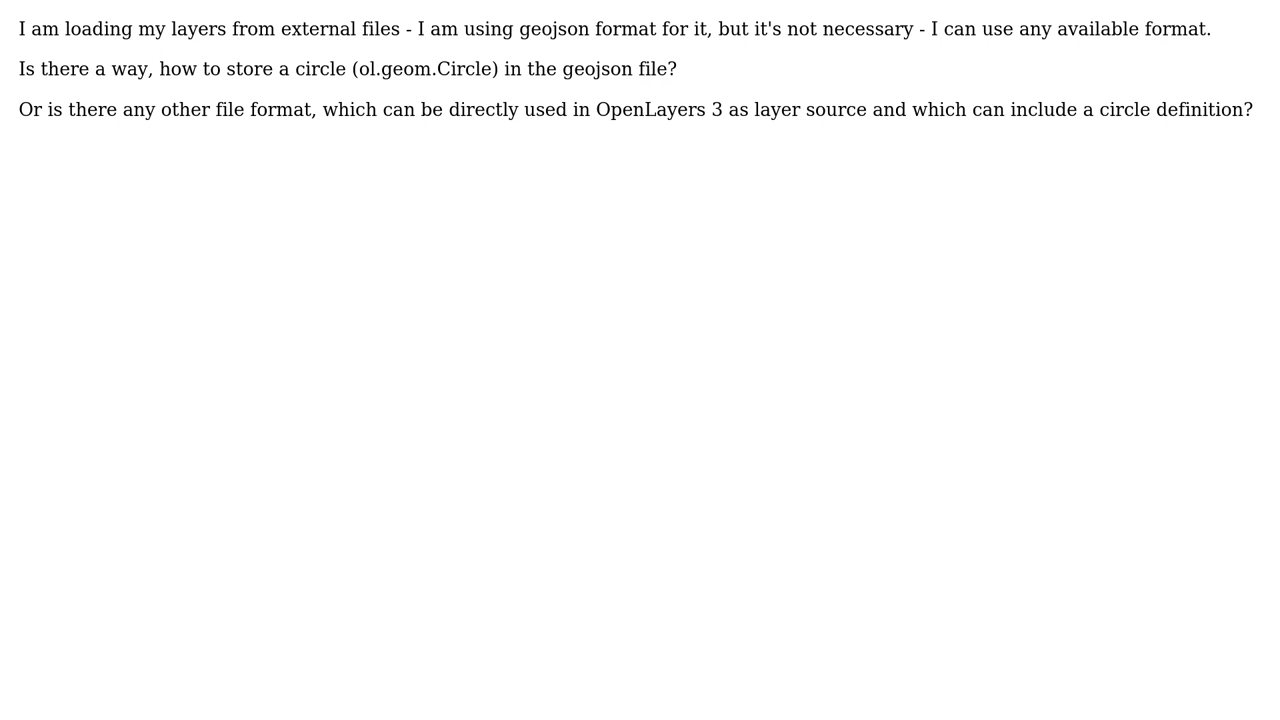 I am loading my layers from external files - I am using geojson format for it, but it's not necessary - I can use any available format.
Is there a way, how to store a circle (ol.geom.Circle) in the geojson file?
Or is there any other file format, which can be directly used in OpenLayers 3 as layer source and which can include a circle definition?